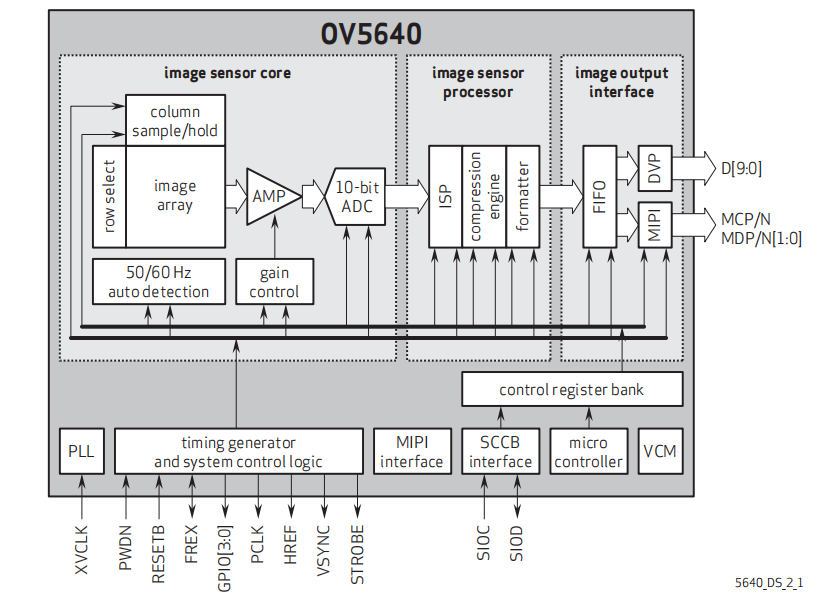 OV5640
image sensor core
image sensor
processor
image output
interface
column
sample/hold
row select
image
array
AMP
10-bit
ADC
ISP
compression
engine
formatter
FIFO
DVP
MIPI
D[9:0]
MCP/N
MDP/N[1:0]
50/60 Hz
auto detection
gain
control
control register bank
PLL
timing generator
and system control logic
MIPI
interface
SCCB
interface
micro
controller
VCM
XVCLK
PWDN
RESETB
FREX
GPIO[3:0]
PCLK
HREF
VSYNC
STROBE
SIOC
SIOD
5640_DS_2_1